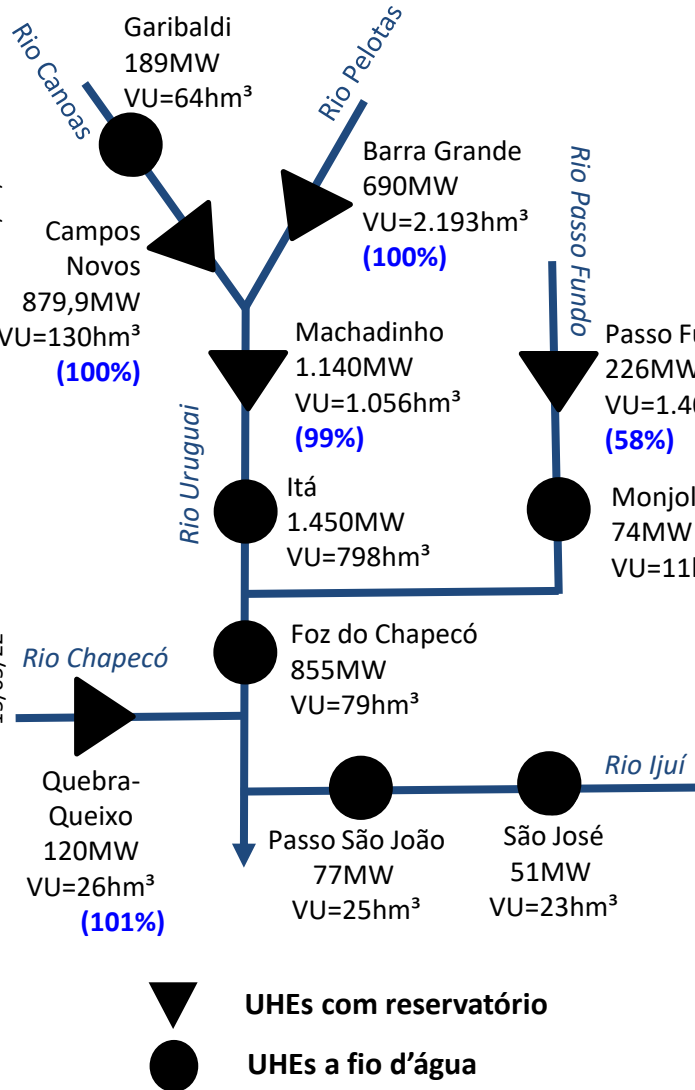 Garibaldi
189MW
VU=64hm³
Rio Canoas
Rio Pelotas
Barra Grande
690MW
VU=2.193hm³
(100%)
Rio Passo Fundo
Campos
Novos
879,9MW
VU=130hm³
(100%)
Machadinho
1.140MW
VU=1.056hm³
(99%)
Passo
226MW
(58%)
Rio Uruguai
Itá
1.450MW
VU=798hm³
74MW
Foz do Chapecó
855MW
VU=79hm³
Rio Chapecó
Quebra-
Queixo
120MW
VU=26hm³
(101%)
Rio Ijuí
Passo São João
77MW
VU=25hm³
São José
51MW
VU=23hm³
UHEs com reservatório
UHEs a fio d'água